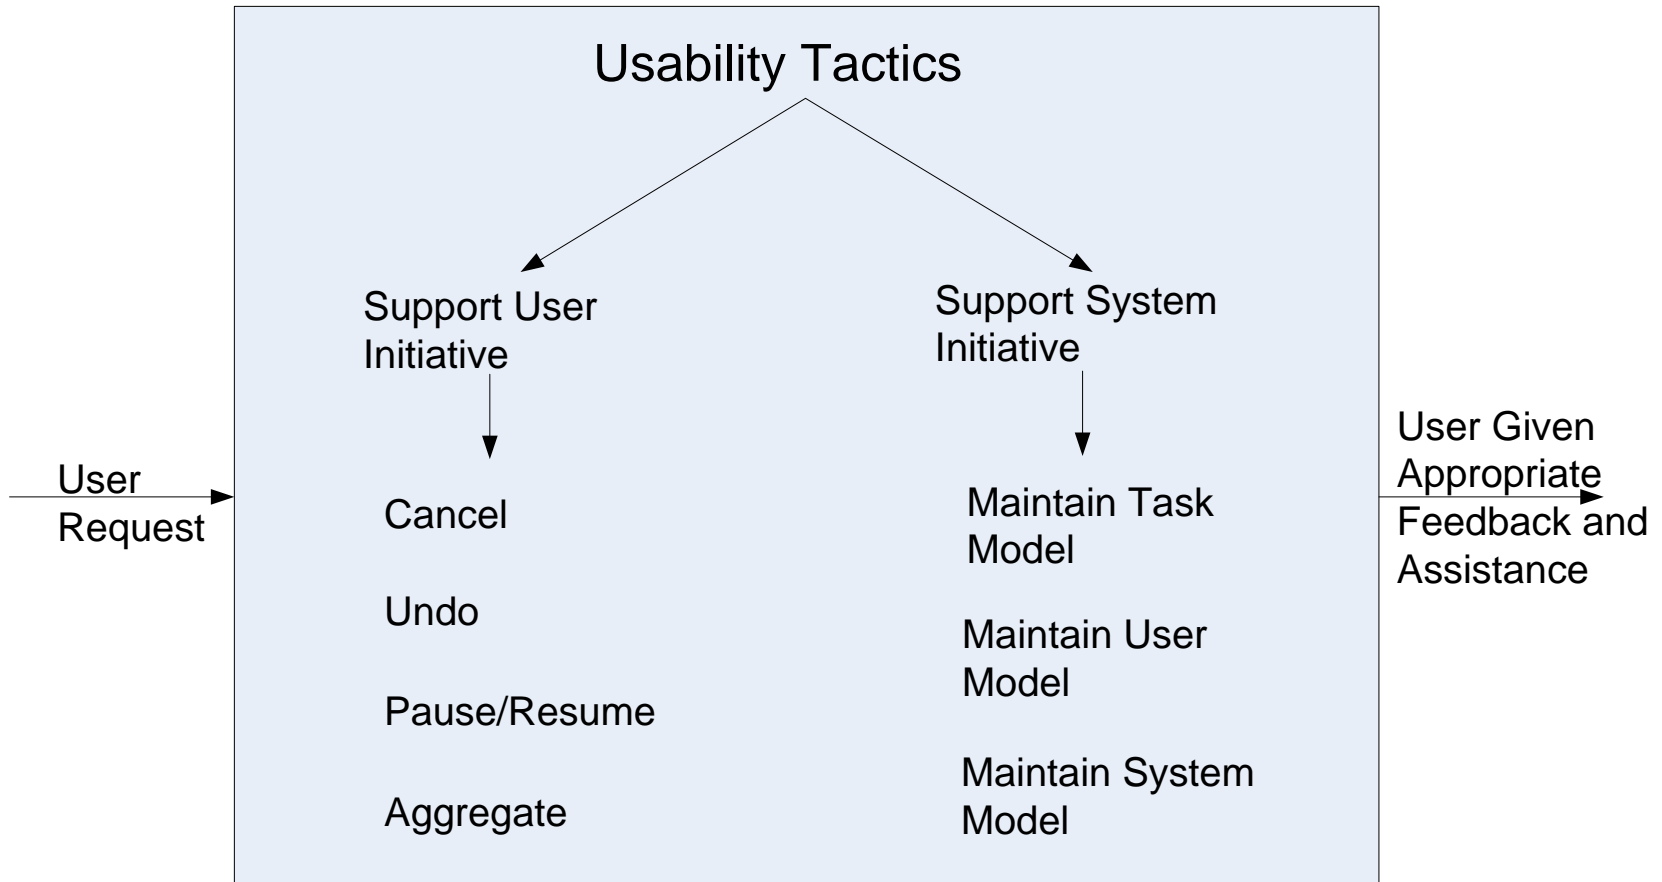 Usability Tactics
Support User
Initiative
Support System
Initiative
User
Request
Cancel
Undo
Pause/Resume
Aggregate
Maintain Task
Model
Maintain User
Model
Maintain System
Model
User Given
Appropriate
Feedback and
Assistance